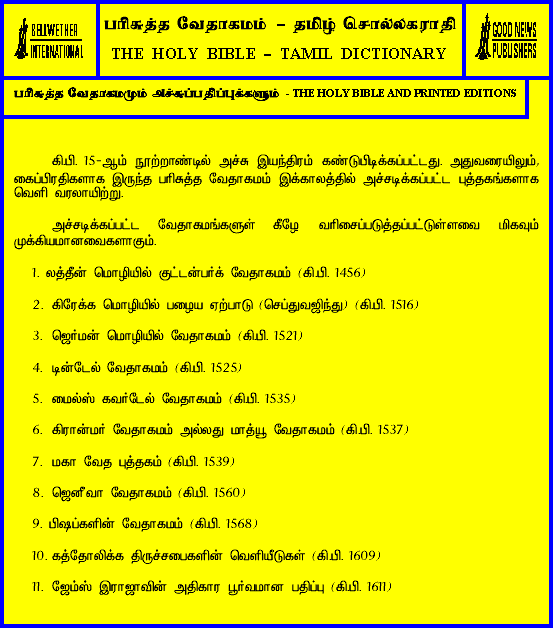 BELLWETHER
INTERNATIONAL
பரிசுத்த வேதாகமம் – தமிழ் சொல்லகராதி
THE HOLY BIBLE – TAMIL DICTIONARY
GOOD NEWS
PUBLISHERS
பரிசுத்த வேதாகமமும் அச்சுப்பதிப்புக்களும் - THE HOLY BIBLE AND PRINTED EDITIONS
கி.பி. 15-ஆம் நூற்றாண்டில் அச்சு இயந்திரம் கண்டுபிடிக்கப்பட்டது. அதுவரையிலும்,
கைப்பிரதிகளாக இருந்த பரிசுத்த வேதாகமம் இக்காலத்தில் அச்சடிக்கப்பட்ட புத்தகங்களாக
வெளி வரலாயிற்று.
அச்சடிக்கப்பட்ட வேதாகமங்களுள் கீழே வரிசைப்படுத்தப்பட்டுள்ளவை மிகவும்
முக்கியமானவைகளாகும்.
1. லத்தீன் மொழியில் குட்டன்பர்க் வேதாகமம் (கி.பி. 1456)
2. கிரேக்க மொழியில் பழைய ஏற்பாடு (செப்துவஜிந்து) (கி.பி. 1516)
3. ஜெர்மன் மொழியில் வேதாகமம் (கி.பி. 1521)
4. டின்டேல் வேதாகமம் (கி.பி. 1525)
5. மைல்ஸ் கவர்டேல் வேதாகமம் (கி.பி. 1535)
6. கிரான்மர் வேதாகமம் அல்லது மாத்யூ வேதாகமம் (கி.பி. 1537)
7. மகா வேத புத்தகம் (கி.பி. 1539)
8. ஜெனீவா வேதாகமம் (கி.பி. 1560)
9. பிஷப்களின் வேதாகமம் (கி.பி. 1568)
10. கத்தோலிக்க திருச்சபைகளின் வெளியீடுகள் (கி.பி. 1609)
11. ஜேம்ஸ் இராஜாவின் அதிகார பூர்வமான பதிப்பு (கி.பி. 1611)